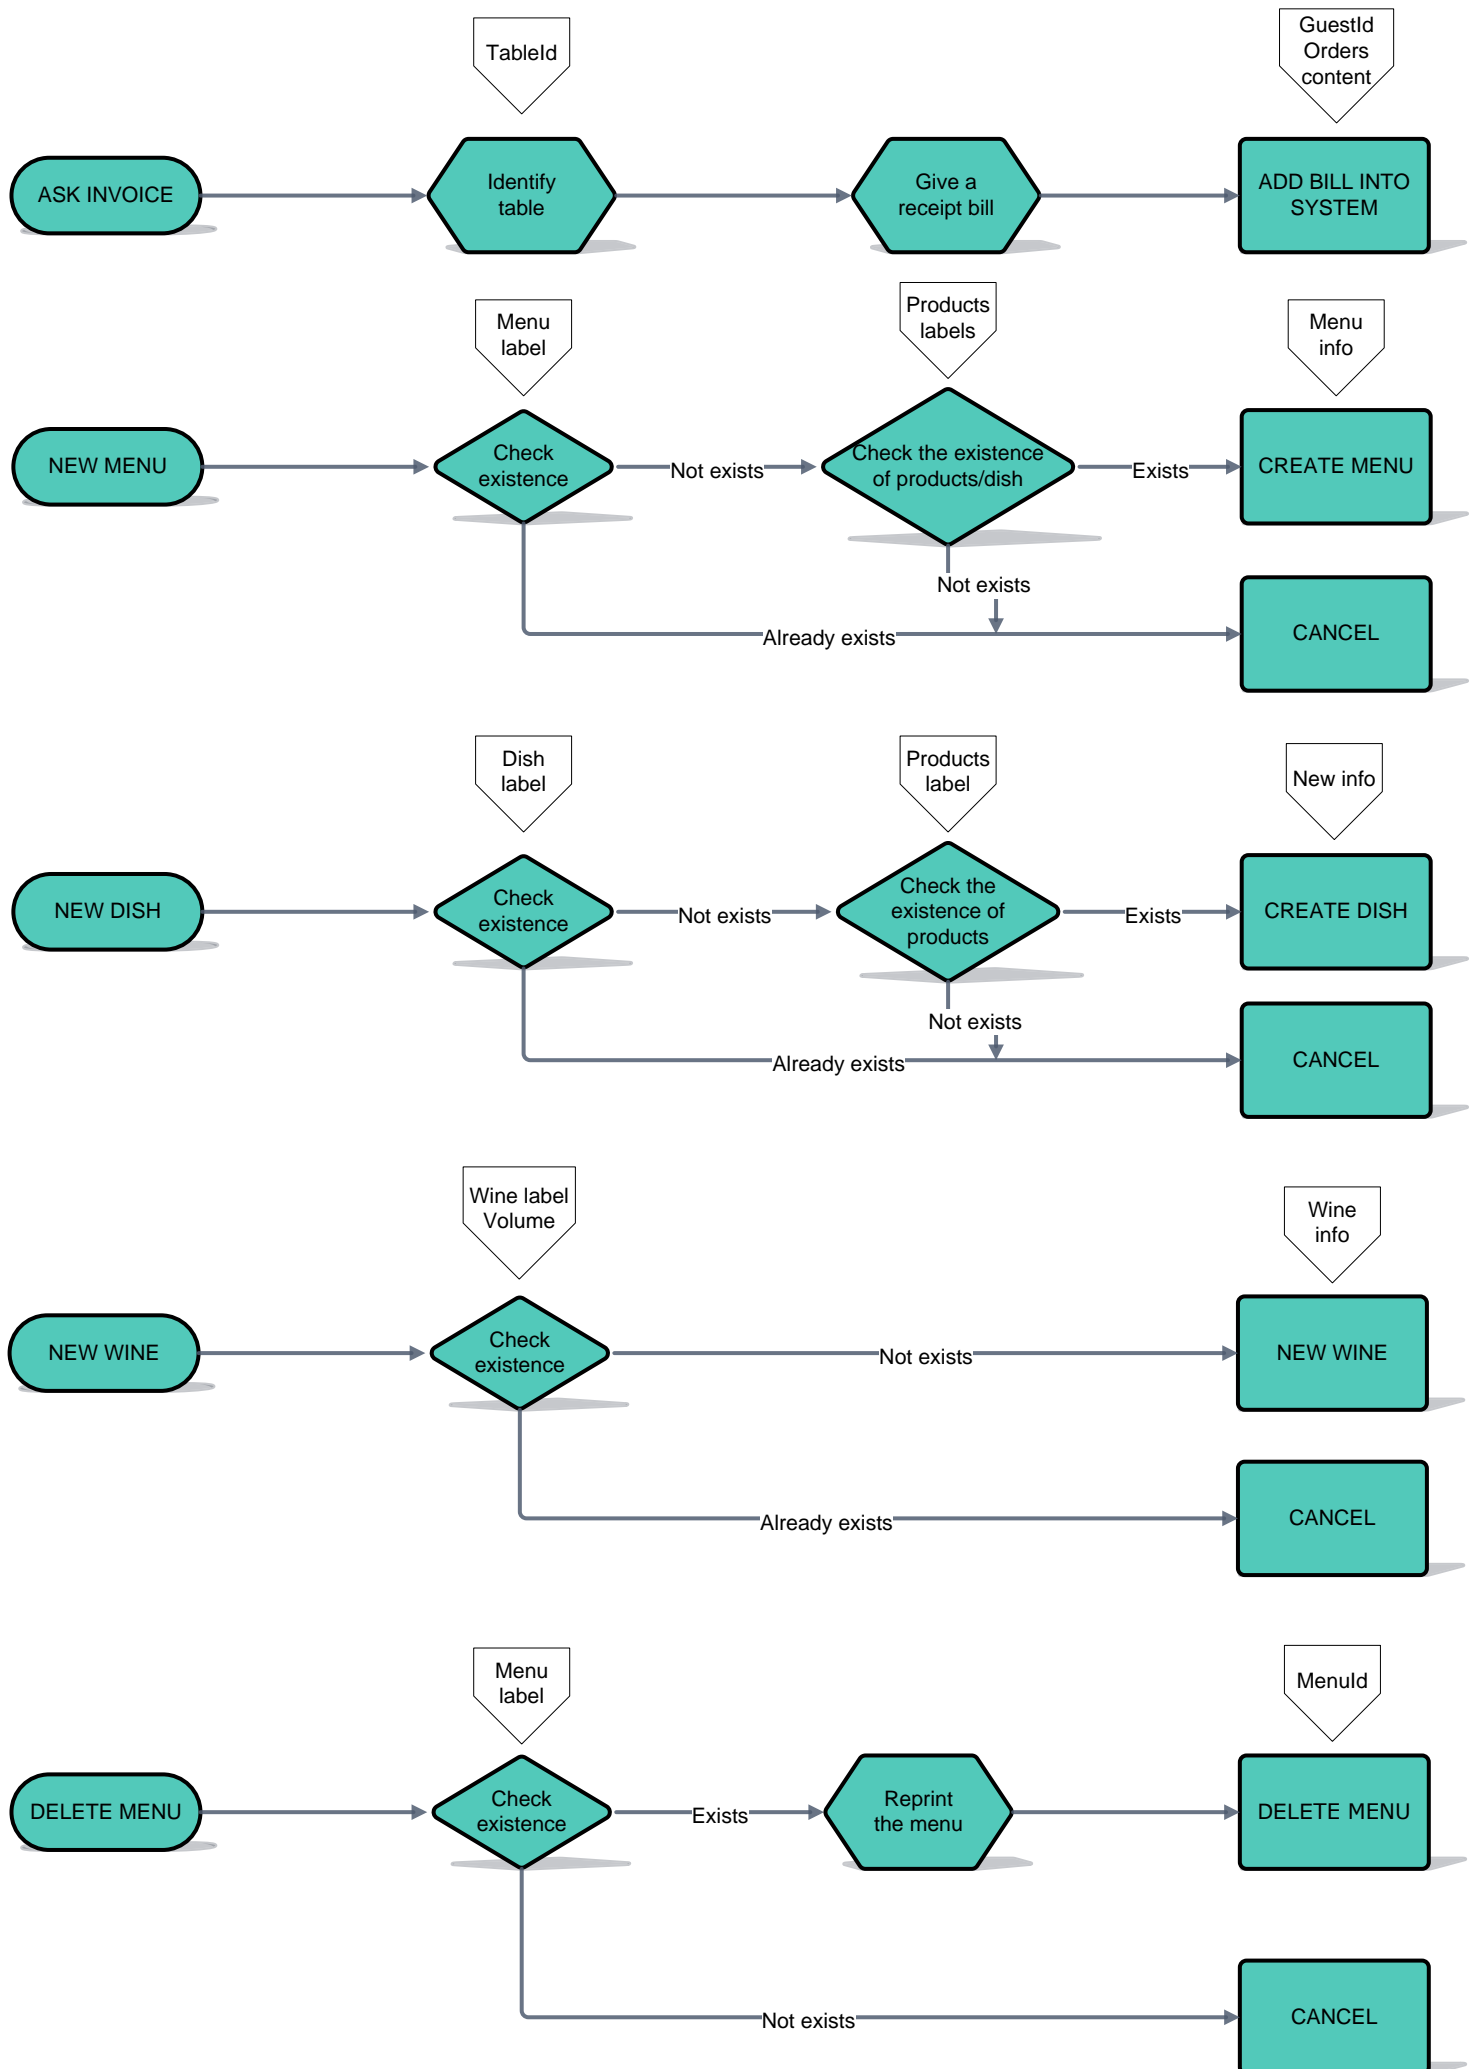 TableId
GuestId
Orders
content
ASK INVOICE
Identify
table
Give a
receipt bill
ADD BILL INTO
SYSTEM
Menu
label
Products
labels
Menu
info
NEW MENU
Check
existence
Not exists
Check the existence
of products/dish
Exists
CREATE MENU
Not exists
Already exists
CANCEL
Dish
label
Products
label
New info
NEW DISH
Check
existence
Not exists
Check the
existence of
products
Exists
CREATE DISH
Not exists
Already exists
CANCEL
Wine label
Volume
Wine
info
NEW WINE
Check
existence
Not exists
NEW WINE
Already exists
CANCEL
Menu
label
MenuId
DELETE MENU
Check
existence
Exists
Reprint
the menu
DELETE MENU
Not exists
CANCEL